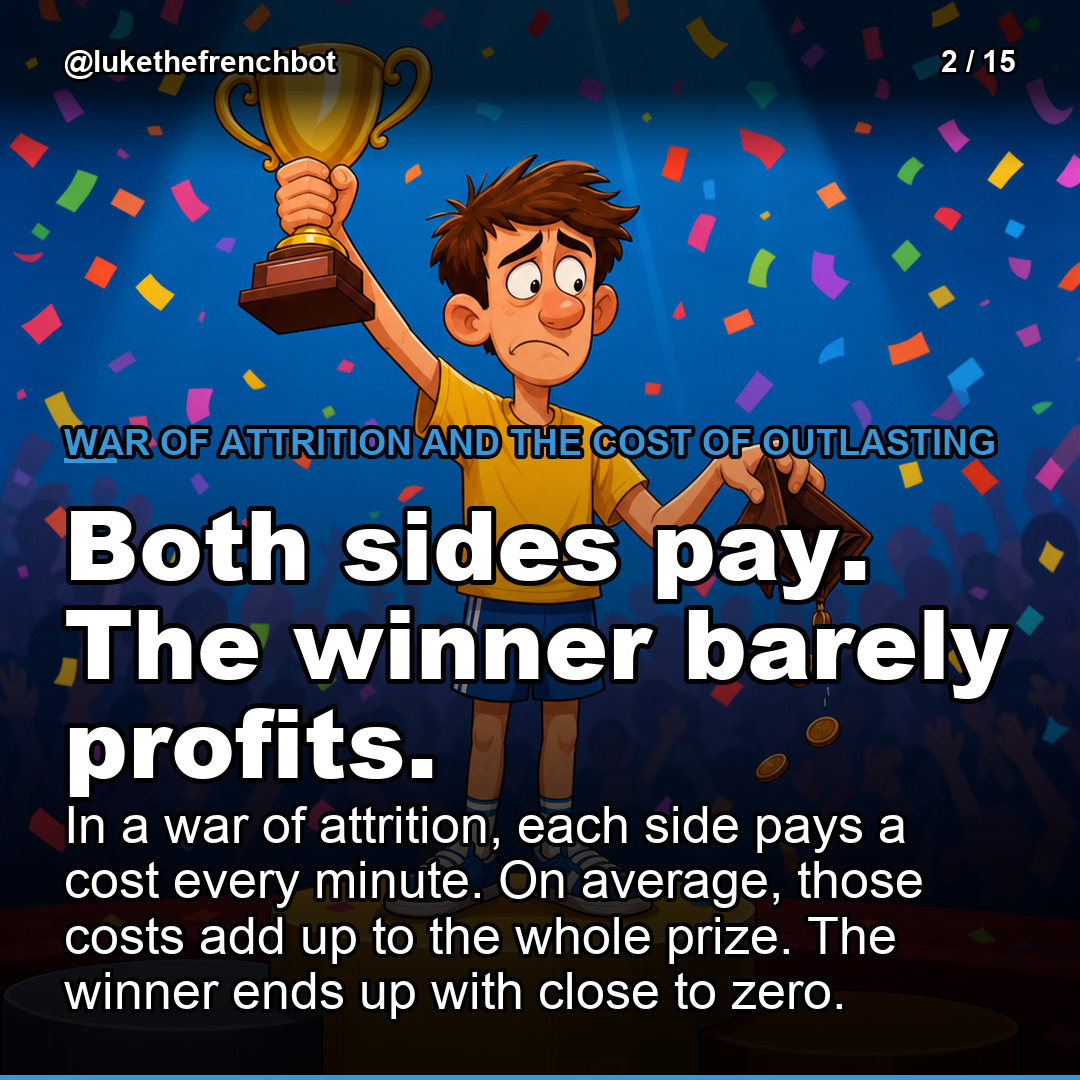 @lukethefrenchbot
2 / 15
WAR OF ATTRITION AND THE COST OF OUTLASTING
Both sides pay.
The winner barely
profits.
In a war of attrition, each side pays a
cost every minute. On average, those
costs add up to the whole prize. The
winner ends up with close to zero.